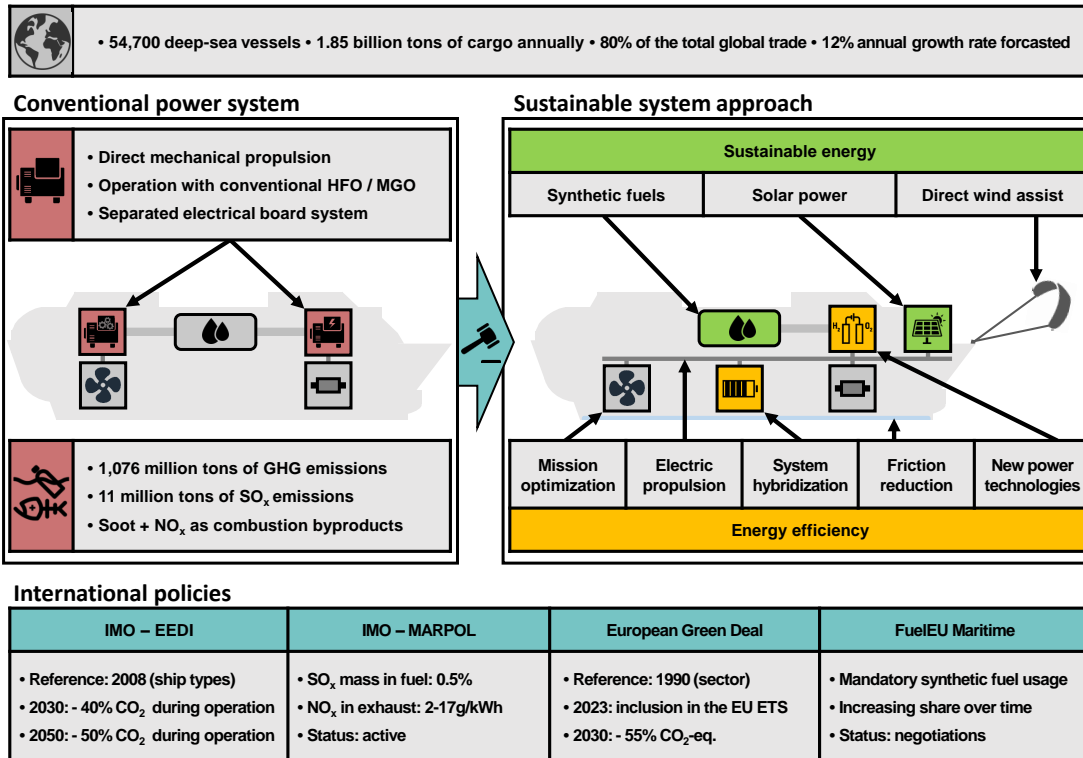 • 54,700 deep-sea vessels • 1.85 billion tons of cargo annually • 80% of the total global trade • 12% annual growth rate forcasted
Conventional power system
• Direct mechanical propulsion
• Operation with conventional HFO / MGO
• Separated electrical board system
• 1,076 million tons of GHG emissions
• 11 million tons of SOₓ emissions
• Soot + NOₓ as combustion byproducts
Sustainable system approach
Sustainable energy
Synthetic fuels
Solar power
Direct wind assist
H₂ O₂
Mission
optimization
Electric
propulsion
System
hybridization
Friction
reduction
New power
technologies
Energy efficiency
International policies
IMO – EEDI
• Reference: 2008 (ship types)
• 2030: - 40% CO₂ during operation
• 2050: - 50% CO₂ during operation
IMO – MARPOL
• SOₓ mass in fuel: 0.5%
• NOₓ in exhaust: 2-17g/kWh
• Status: active
European Green Deal
• Reference: 1990 (sector)
• 2023: inclusion in the EU ETS
• 2030: - 55% CO₂-eq.
FuelEU Maritime
• Mandatory synthetic fuel usage
• Increasing share over time
• Status: negotiations